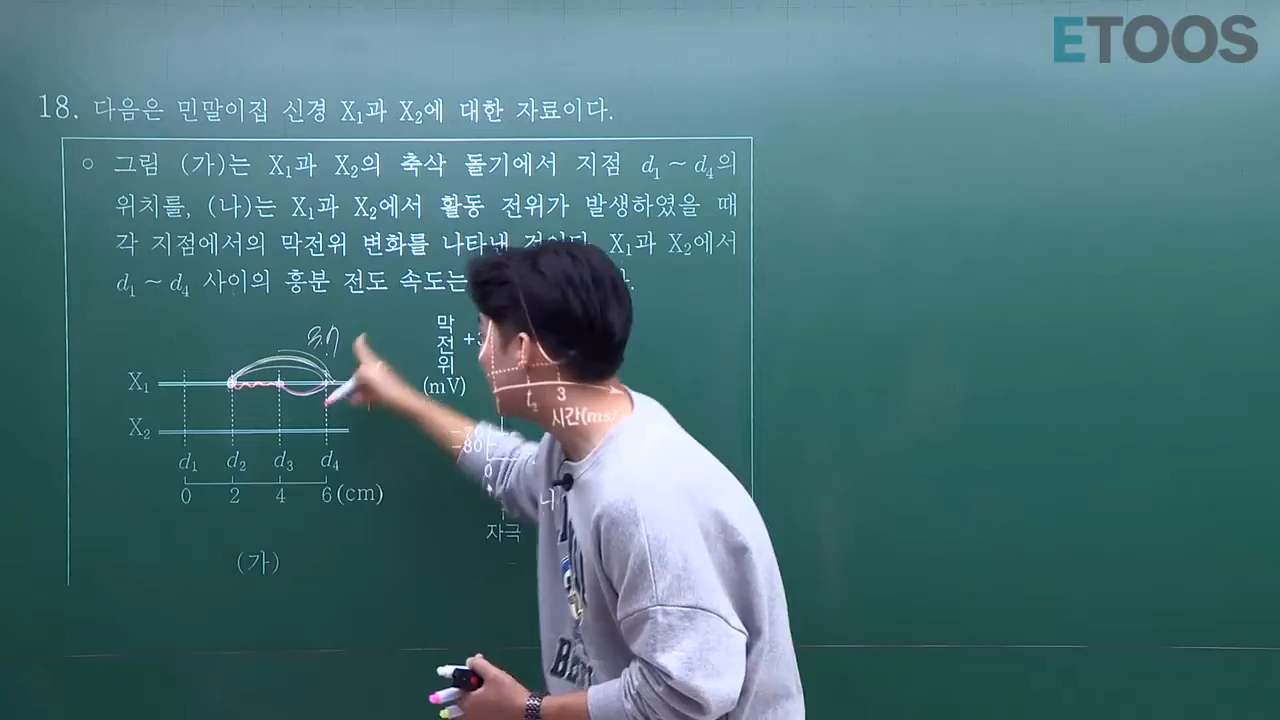 ETOOS
18. 다음은 민말이집 신경 X₁과 X₂에 대한 자료이다.
○ 그림 (가)는 X₁과 X₂의 축삭 돌기에서 지점 d₁ ~ d₄의
위치를, (나)는 X₁과 X₂에서 활동 전위가 발생하였을 때
각 지점에서의 막전위 변화를 나타낸 X₁과 X₂에서
d₁ ~ d₄ 사이의 흥분 전도 속도는
막전위
(mV)
-80
0
자극
t₂ 3
시간(ms)
X₁
X₂
d₁ d₂ d₃ d₄
0 2 4 6(cm)
(가)